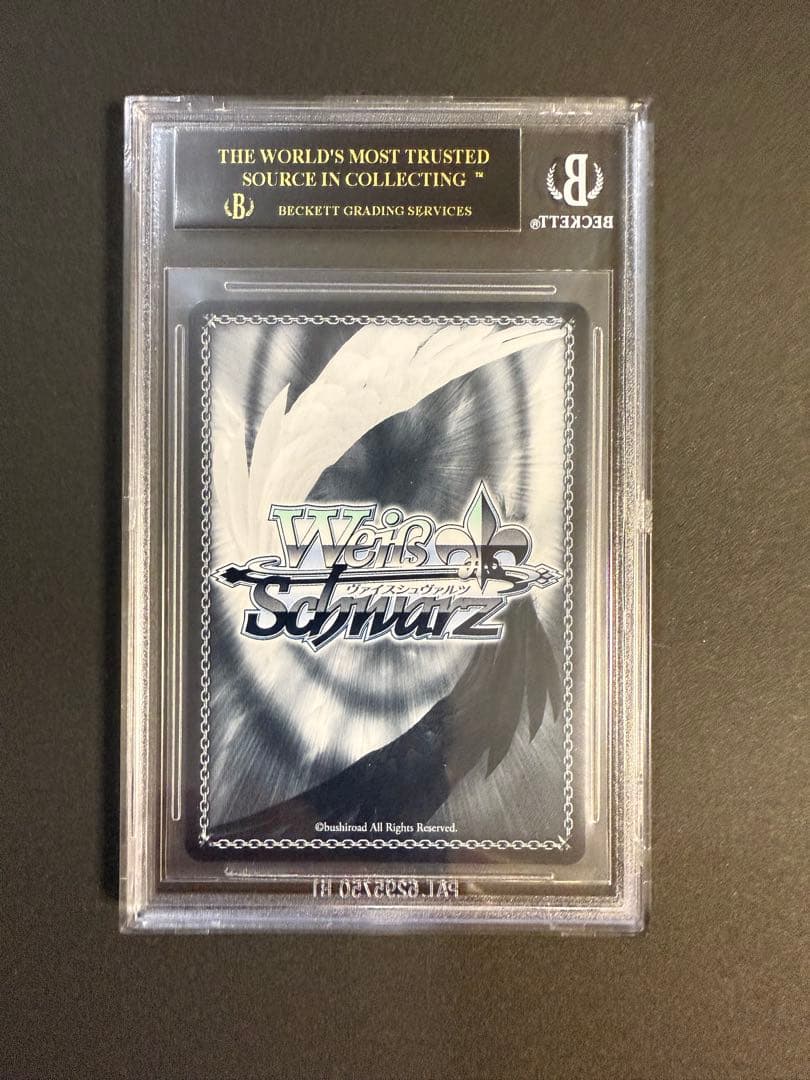 THE WORLD'S MOST TRUSTED
SOURCE IN COLLECTING ™
B
BECKETT GRADING SERVICES
B
BECKETT®
Weiß
ヴァイスシュヴァルツ
Schwarz
©bushiroad All Rights Reserved.